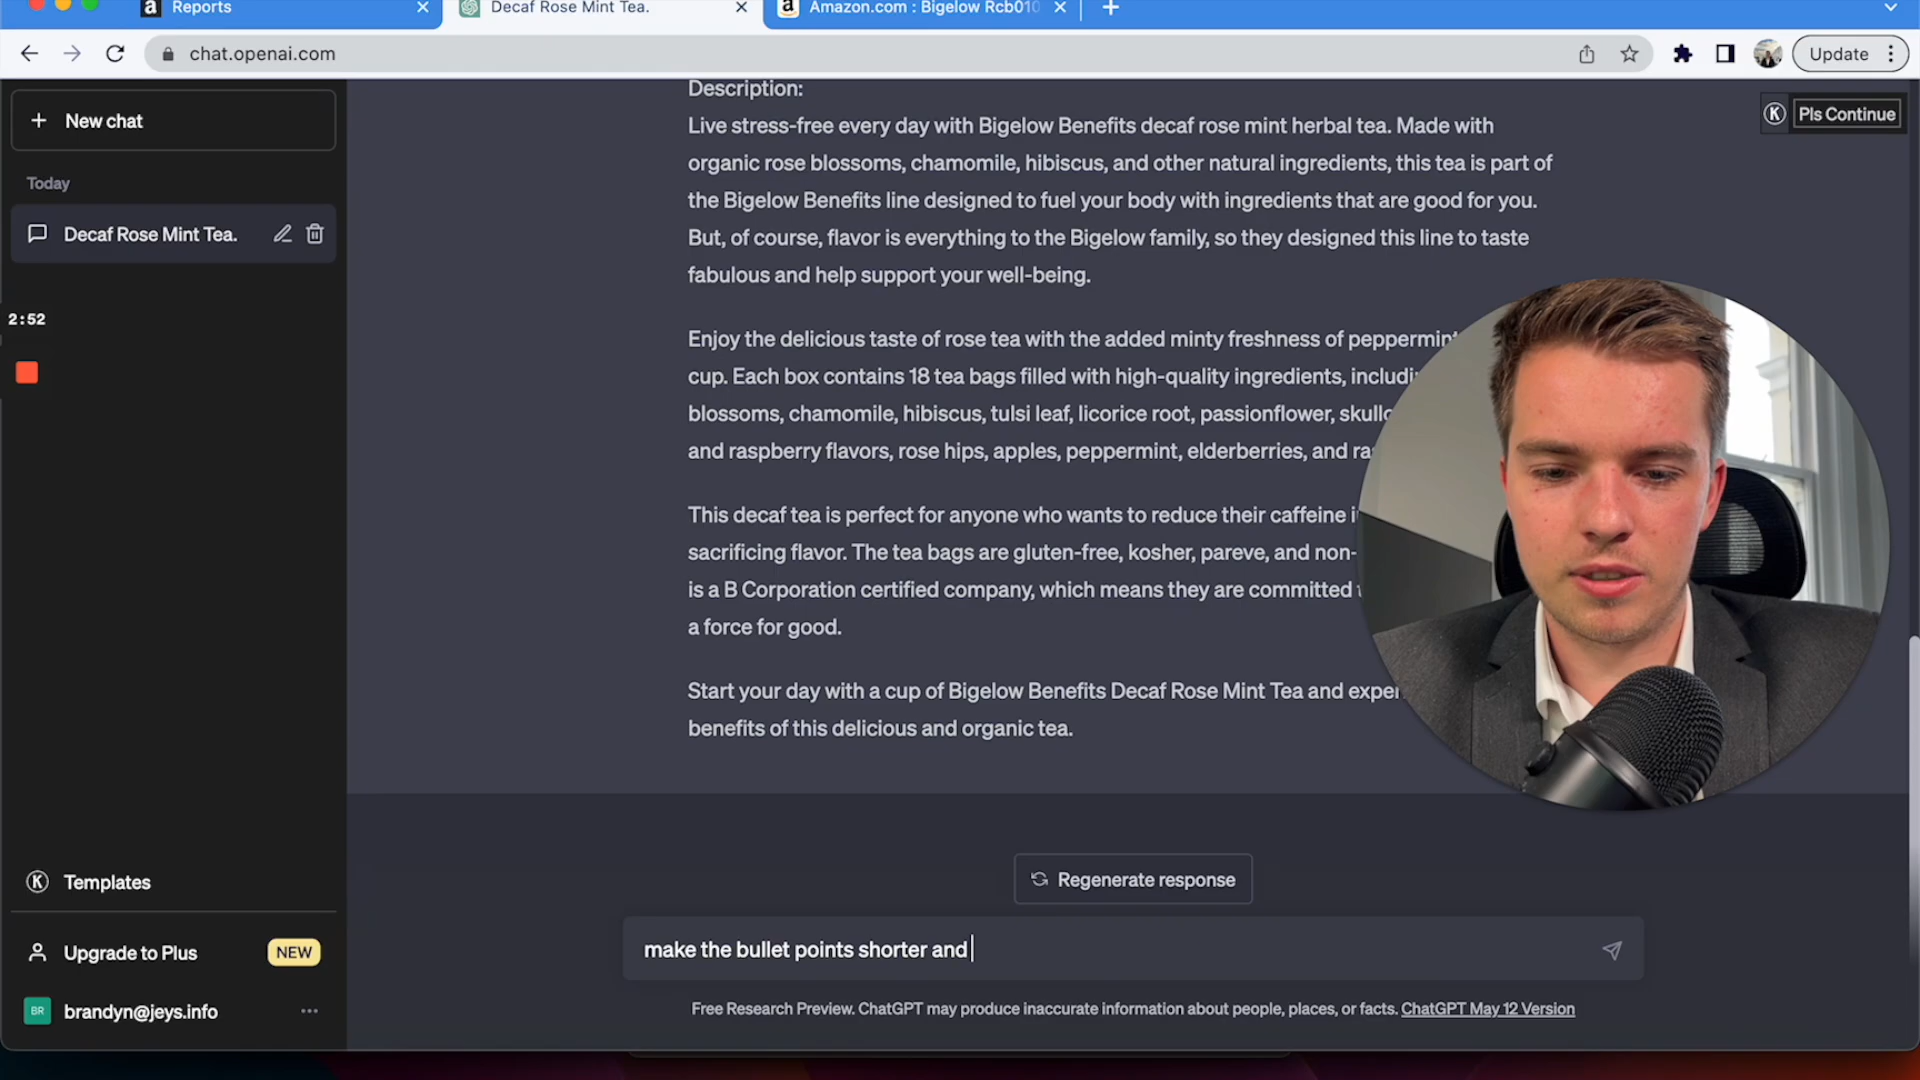 Reports
Decaf Rose Mint Tea.
Amazon.com : Bigelow Rcb010
chat.openai.com
Update
New chat
Today
Decaf Rose Mint Tea.
2:52
Pls Continue
Description:
Live stress-free every day with Bigelow Benefits decaf rose mint herbal tea. Made with
organic rose blossoms, chamomile, hibiscus, and other natural ingredients, this tea is part of
the Bigelow Benefits line designed to fuel your body with ingredients that are good for you.
But, of course, flavor is everything to the Bigelow family, so they designed this line to taste
fabulous and help support your well-being.
Enjoy the delicious taste of rose tea with the added minty freshness of peppermint
cup. Each box contains 18 tea bags filled with high-quality ingredients,
blossoms, chamomile, hibiscus, tulsi leaf, licorice root, passionflower,
and raspberry flavors, rose hips, apples, peppermint, elderberries, and
This decaf tea is perfect for anyone who wants to reduce their caffeine
sacrificing flavor. The tea bags are gluten-free, kosher, pareve, and non-
is a B Corporation certified company, which means they are committed
a force for good.
Start your day with a cup of Bigelow Benefits Decaf Rose Mint Tea and
benefits of this delicious and organic tea.
Regenerate response
make the bullet points shorter and
Free Research Preview. ChatGPT may produce inaccurate information about people, places, or facts. ChatGPT May 12 Version
Templates
Upgrade to Plus NEW
BR brandyn@jeys.info